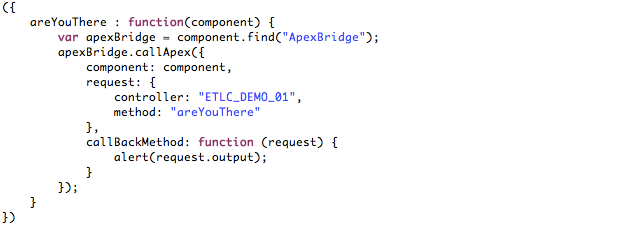 ({
    areYouThere : function(component) {
        var apexBridge = component.find("ApexBridge");
        apexBridge.callApex({
            component: component,
            request: {
                controller: "ETLC_DEMO_01",
                method: "areYouThere"
            },
            callBackMethod: function (request) {
                alert(request.output);
            }
        });
    }
})